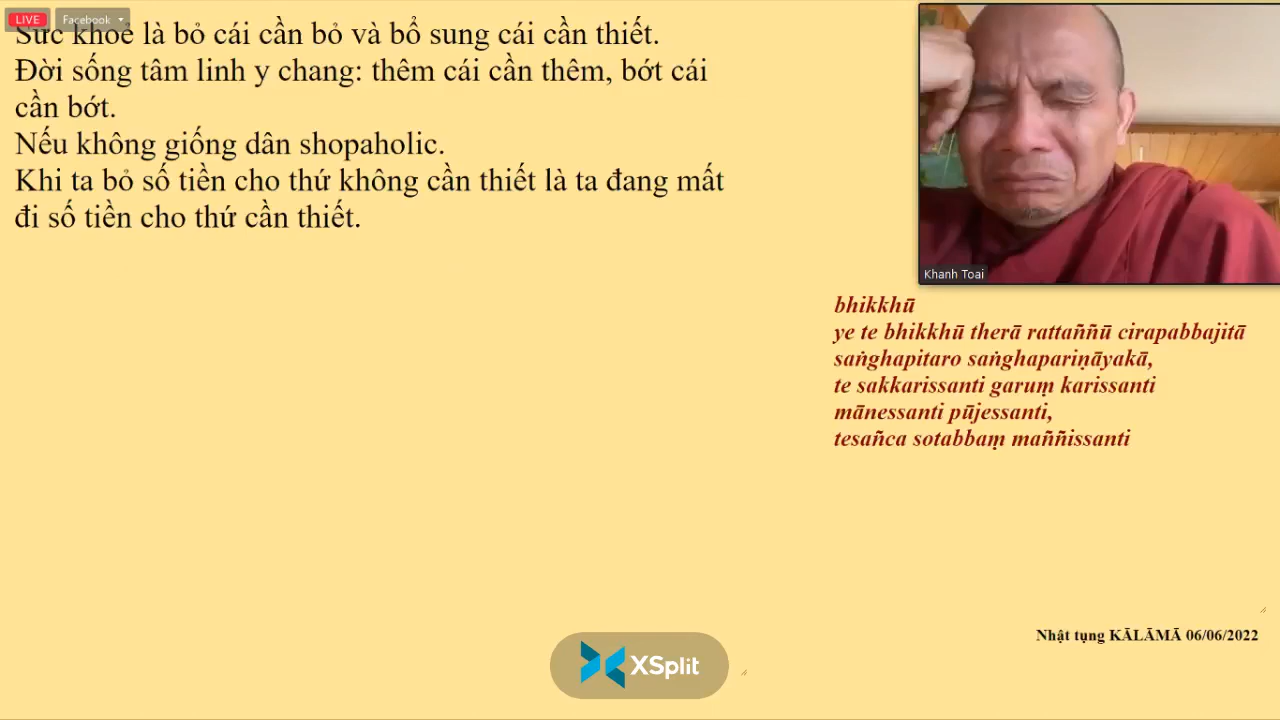 LIVE
Facebook
Sức khoẻ là bỏ cái cần bỏ và bổ sung cái cần thiết.
Đời sống tâm linh y chang: thêm cái cần thêm, bớt cái
cần bớt.
Nếu không giống dân shopaholic.
Khi ta bỏ số tiền cho thứ không cần thiết là ta đang mất
đi số tiền cho thứ cần thiết.
Khanh Toai
bhikkhū
ye te bhikkhū therā rattaññū cirapabbajitā
saṅghapitaro saṅghapariṇāyakā,
te sakkarissanti garuṃ karissanti
mānessanti pūjessanti,
tesañca sotabbaṃ maññissanti
Nhật tụng KĀLĀMĀ 06/06/2022
XSplit